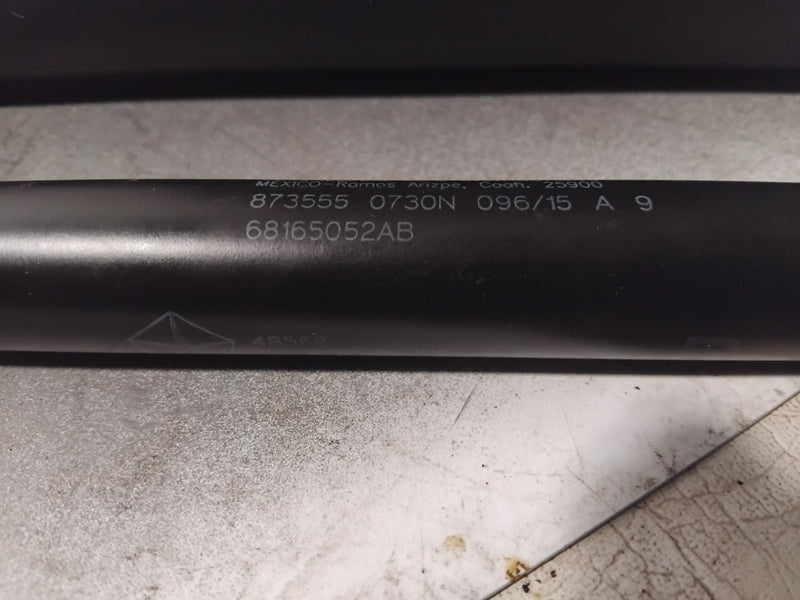 MEXICO-Ramos Arizpe, Coah. 25900
873555 0730N 096/15 A 9
68165052AB